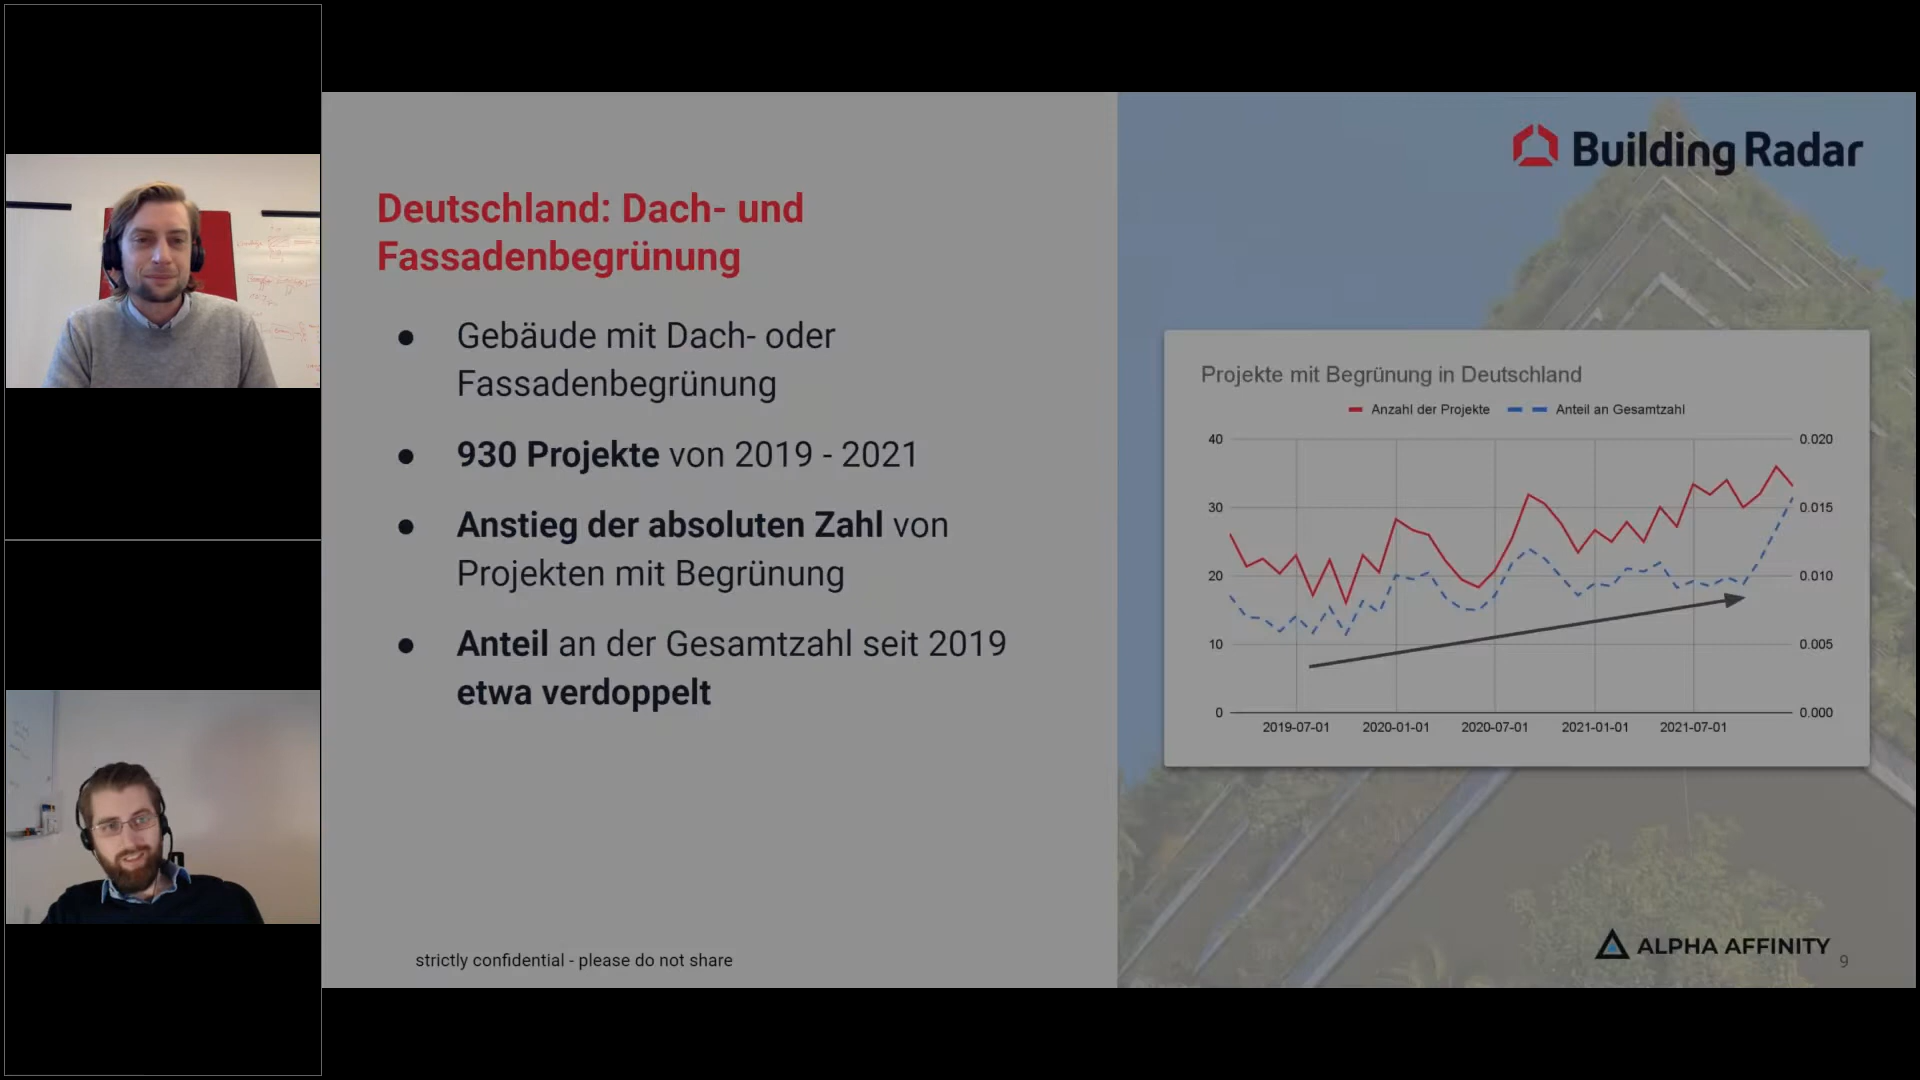 Building Radar
Deutschland: Dach- und
Fassadenbegrünung
● Gebäude mit Dach- oder
Fassadenbegrünung
● 930 Projekte von 2019 - 2021
● Anstieg der absoluten Zahl von
Projekten mit Begrünung
● Anteil an der Gesamtzahl seit 2019
etwa verdoppelt
Projekte mit Begrünung in Deutschland
Anzahl der Projekte Anteil an Gesamtzahl
40 0.020
30 0.015
20 0.010
10 0.005
0 0.000
2019-07-01 2020-01-01 2020-07-01 2021-01-01 2021-07-01
strictly confidential - please do not share
ALPHA AFFINITY
9